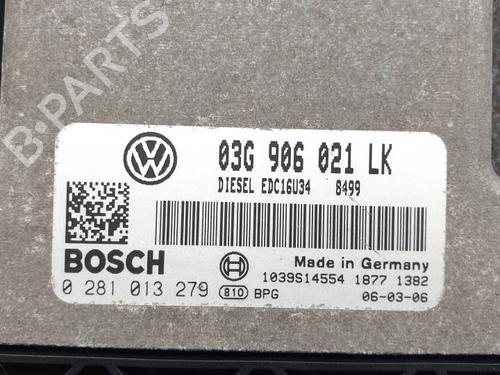 B-PARTS
03G 906 021 LK
DIESEL EDC16U34 8499
BOSCH
Made in Germany
1039S14554 1877 1382
0 281 013 279 810 BPG
06-03-06